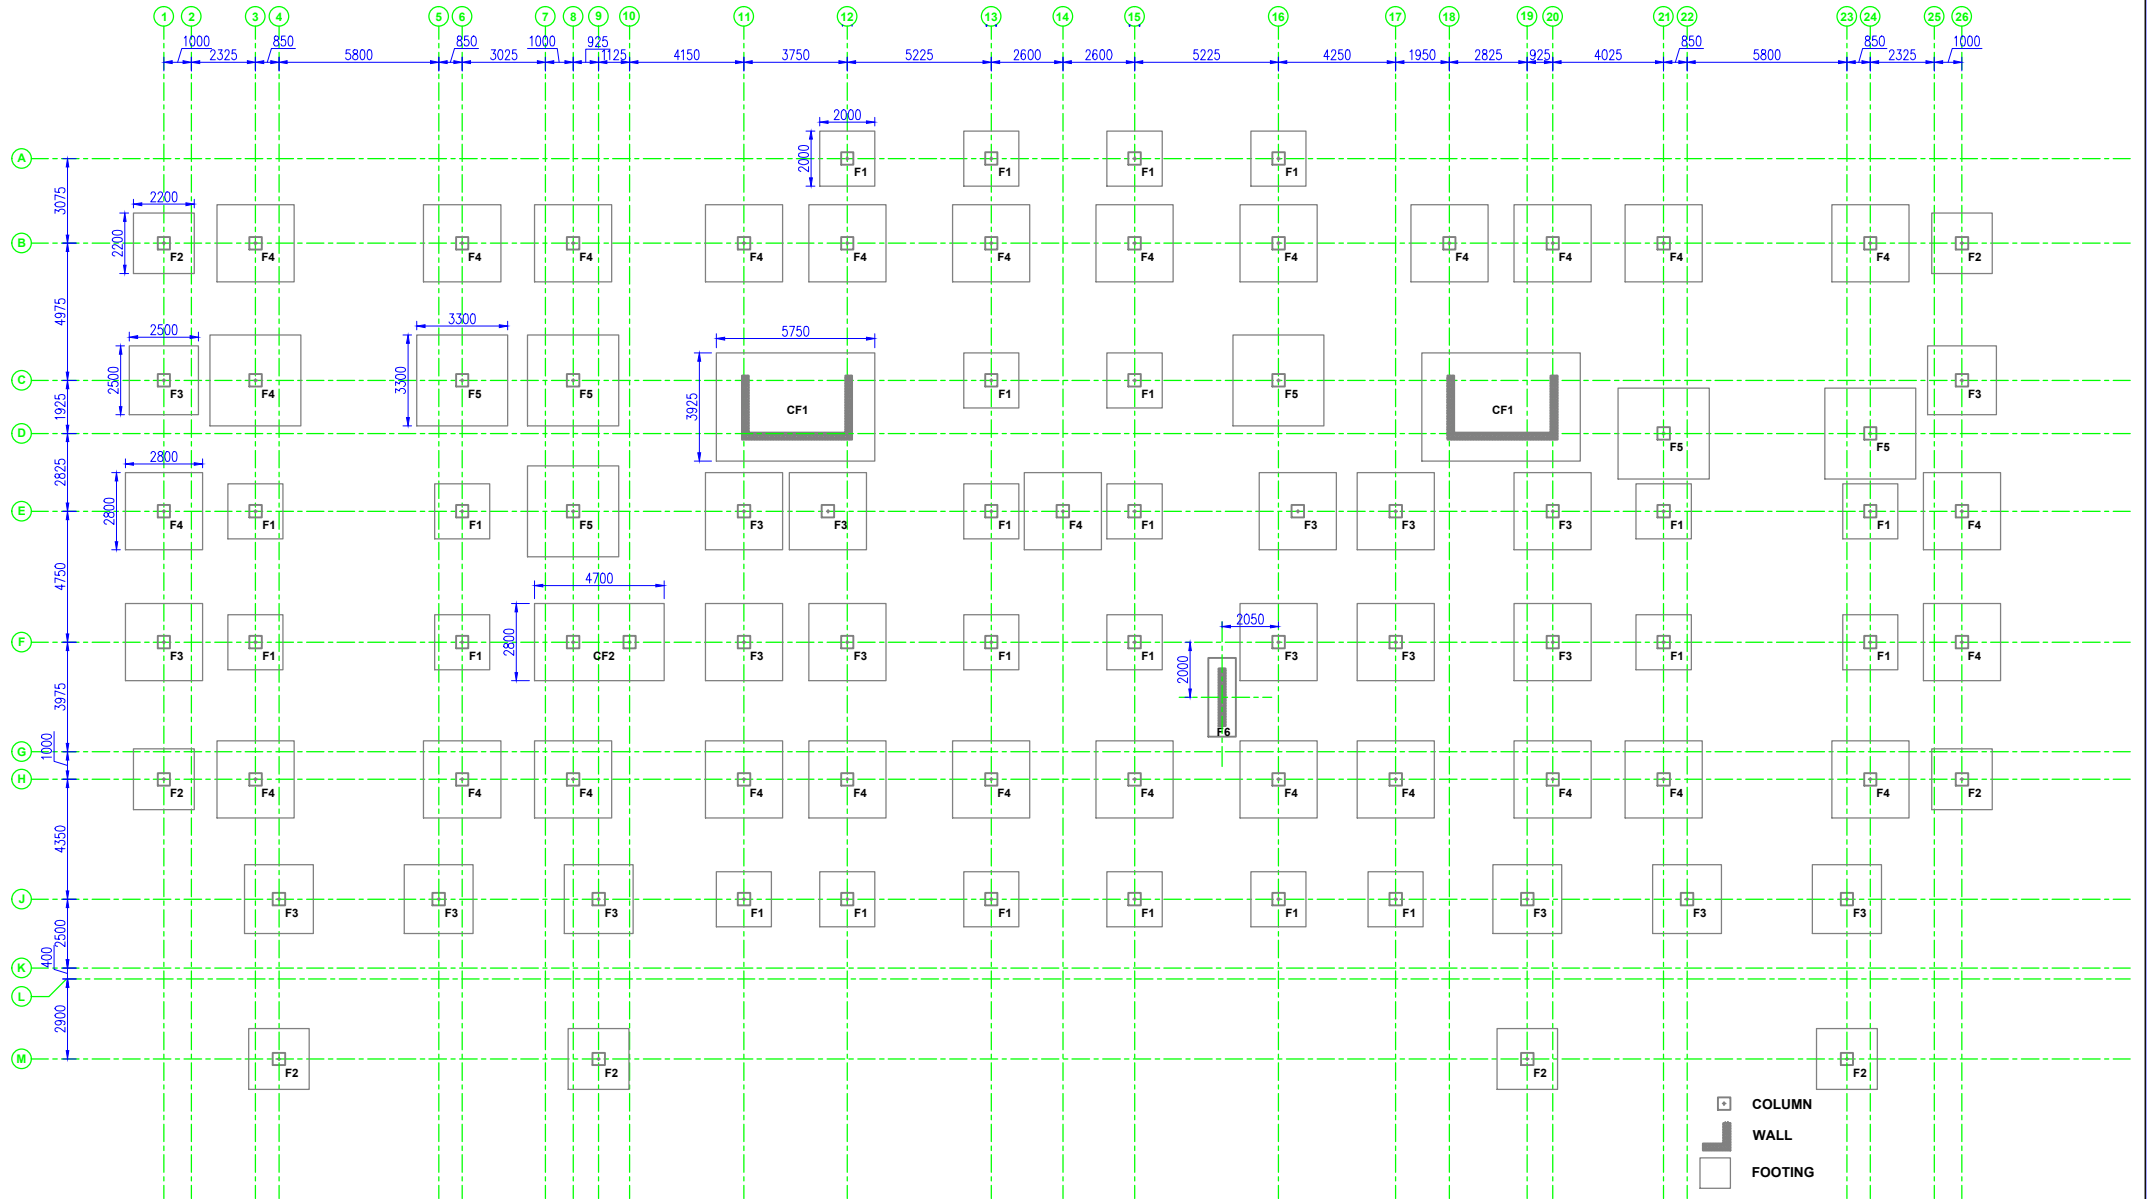 1 2 3 4 5 6 7 8 9 10 11 12 13 14 15 16 17 18 19 20 21 22 23 24 25 26
1000 850 850 1000 925 850 850 1000
2325 5800 3025 1125 4150 3750 5225 2600 2600 5225 4250 1950 2825 925 4025 5800 2325
2000
A
2000
F1 F1 F1 F1
3075
2200
B
2200
F2 F4 F4 F4 F4 F4 F4 F4 F4 F4 F4 F4 F4 F2
4975
2500 3300 5750
C
2500 3300 3925
F3 F4 F5 F5 F1 F1 F5 F3
CF1 CF1
1925
D
F5 F5
2825
2800
E
2800
F4 F1 F1 F5 F3 F3 F1 F4 F1 F3 F3 F3 F1 F1 F4
4750
4700
2050
F
2800
F3 F1 F1 CF2 F3 F3 F1 F1 F3 F3 F3 F1 F1 F4
2000
3975
F6
G
1000
H
F2 F4 F4 F4 F4 F4 F4 F4 F4 F4 F4 F4 F4 F2
4350
J
F3 F3 F3 F1 F1 F1 F1 F1 F1 F3 F3 F3
2500
400
K
L
2900
M
F2 F2 F2 F2
COLUMN
WALL
FOOTING